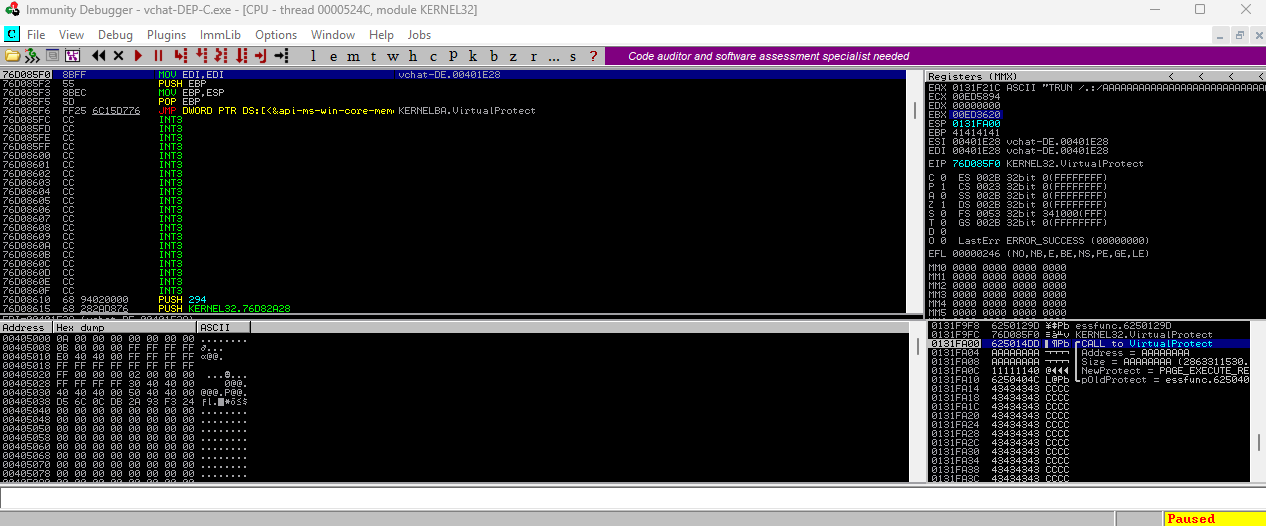 Immunity Debugger - vchat-DEP-C.exe - [CPU - thread 0000524C, module KERNEL32]
C File View Debug Plugins ImmLib Options Window Help Jobs
l e m t w h c p k b z r ... s ? Code auditor and software assessment specialist needed
76D085F0 8BFF MOV EDI,EDI vchat-DE.00401E28
76D085F2 55 PUSH EBP
76D085F3 8BEC MOV EBP,ESP
76D085F5 5D POP EBP
76D085F6 FF25 6C15D776 JMP DWORD PTR DS:[<&api-ms-win-core-mem KERNELBA.VirtualProtect
76D085FC CC INT3
76D085FD CC INT3
76D085FE CC INT3
76D085FF CC INT3
76D08600 CC INT3
76D08601 CC INT3
76D08602 CC INT3
76D08603 CC INT3
76D08604 CC INT3
76D08605 CC INT3
76D08606 CC INT3
76D08607 CC INT3
76D08608 CC INT3
76D08609 CC INT3
76D0860A CC INT3
76D0860B CC INT3
76D0860C CC INT3
76D0860D CC INT3
76D0860E CC INT3
76D0860F CC INT3
76D08610 68 94020000 PUSH 294
76D08615 68 282AD876 PUSH KERNEL32.76D82A28
Registers (MMX) < < < <
EAX 0131F21C ASCII "TRUN /.:/AAAAAAAAAAAAAAAAAAAAAAAA
ECX 00ED5894
EDX 00000000
EBX 00ED3620
ESP 0131FA00
EBP 41414141
ESI 00401E28 vchat-DE.00401E28
EDI 00401E28 vchat-DE.00401E28
EIP 76D085F0 KERNEL32.VirtualProtect
C 0 ES 002B 32bit 0(FFFFFFFF)
P 1 CS 0023 32bit 0(FFFFFFFF)
A 0 SS 002B 32bit 0(FFFFFFFF)
Z 1 DS 002B 32bit 0(FFFFFFFF)
S 0 FS 0053 32bit 341000(FFF)
T 0 GS 002B 32bit 0(FFFFFFFF)
D 0
O 0 LastErr ERROR_SUCCESS (00000000)
EFL 00000246 (NO,NB,E,BE,NS,PE,GE,LE)
MM0 0000 0000 0000 0000
MM1 0000 0000 0000 0000
MM2 0000 0000 0000 0000
MM3 0000 0000 0000 0000
MM4 0000 0000 0000 0000
MM5 0000 0000 0000 0000
Address Hex dump ASCII
00405000 0A 00 00 00 00 00 00 00 ........
00405008 0B 00 00 00 FF FF FF FF
00405010 E0 40 40 00 FF FF FF FF
00405018 FF FF FF FF FF FF FF FF
00405020 FF 00 00 00 02 00 00 00
00405028 FF FF FF FF 30 40 40 00
00405030 40 40 40 00 50 40 40 00 @@@.P@@.
00405038 D5 6C 0C DB 2A 93 F3 24
00405040 00 00 00 00 00 00 00 00 ........
00405048 00 00 00 00 00 00 00 00 ........
00405050 00 00 00 00 00 00 00 00 ........
00405058 00 00 00 00 00 00 00 00 ........
00405060 00 00 00 00 00 00 00 00 ........
00405068 00 00 00 00 00 00 00 00 ........
00405070 00 00 00 00 00 00 00 00 ........
00405078 00 00 00 00 00 00 00 00 ........
0131F9F8 6250129D essfunc.6250129D
0131F9FC 76D085F0 KERNEL32.VirtualProtect
0131FA00 625014DD CALL to VirtualProtect
0131FA04 AAAAAAAA Address = AAAAAAAA
0131FA08 AAAAAAAA Size = AAAAAAAA (2863311530.
0131FA0C 11111140 NewProtect = PAGE_EXECUTE_RE
0131FA10 6250404C L@Pb pOldProtect = essfunc.625040
0131FA14 43434343 CCCC
0131FA18 43434343 CCCC
0131FA1C 43434343 CCCC
0131FA20 43434343 CCCC
0131FA24 43434343 CCCC
0131FA28 43434343 CCCC
0131FA2C 43434343 CCCC
0131FA30 43434343 CCCC
0131FA34 43434343 CCCC
0131FA38 43434343 CCCC
0131FA3C 43434343 CCCC
Paused